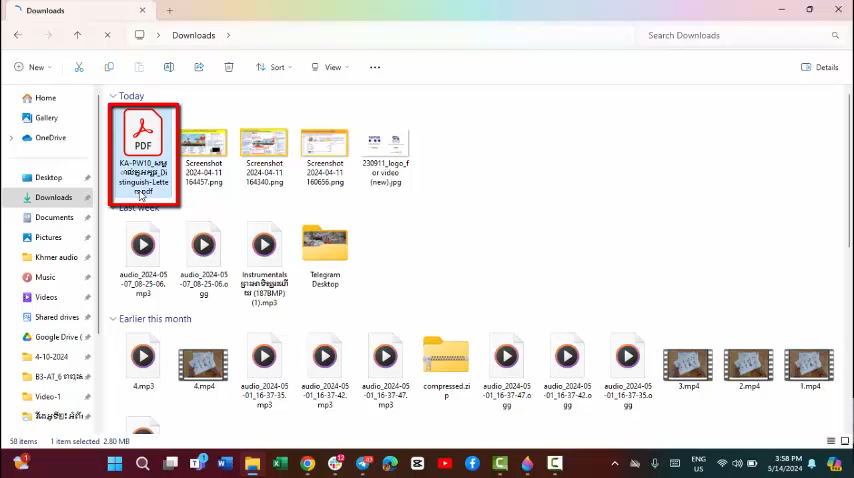 Downloads
Downloads
Search Downloads
New
Sort
View
Details
Home
Gallery
OneDrive
Desktop
Downloads
Documents
Pictures
Khmer audio
Music
Videos
Shared drives
Google Drive (
4-10-2024
B3-AT_6
Video-1
Today
PDF
KA-PW10_
Di
stinguish-Lette
Screenshot
2024-04-11
164457.png
Screenshot
2024-04-11
164340.png
Screenshot
2024-04-11
160656.png
230911_logo_f
or video
(new).jpg
Last week
audio_2024-05
-07_08-25-06.
mp3
audio_2024-05
-07_08-25-06.o
gg
Instrumentals
(187BMP)
(1).mp3
Telegram
Desktop
Earlier this month
4.mp3
4.mp4
audio_2024-05
-01_16-37-35.
mp3
audio_2024-05
-01_16-37-42.
mp3
audio_2024-05
-01_16-37-47.
mp3
compressed.zi
p
audio_2024-05
-01_16-37-47.o
gg
audio_2024-05
-01_16-37-42.o
gg
audio_2024-05
-01_16-37-35.o
gg
3.mp4
2.mp4
1.mp4
58 items
1 item selected 2.80 MB
ENG
US
3:58 PM
5/14/2024